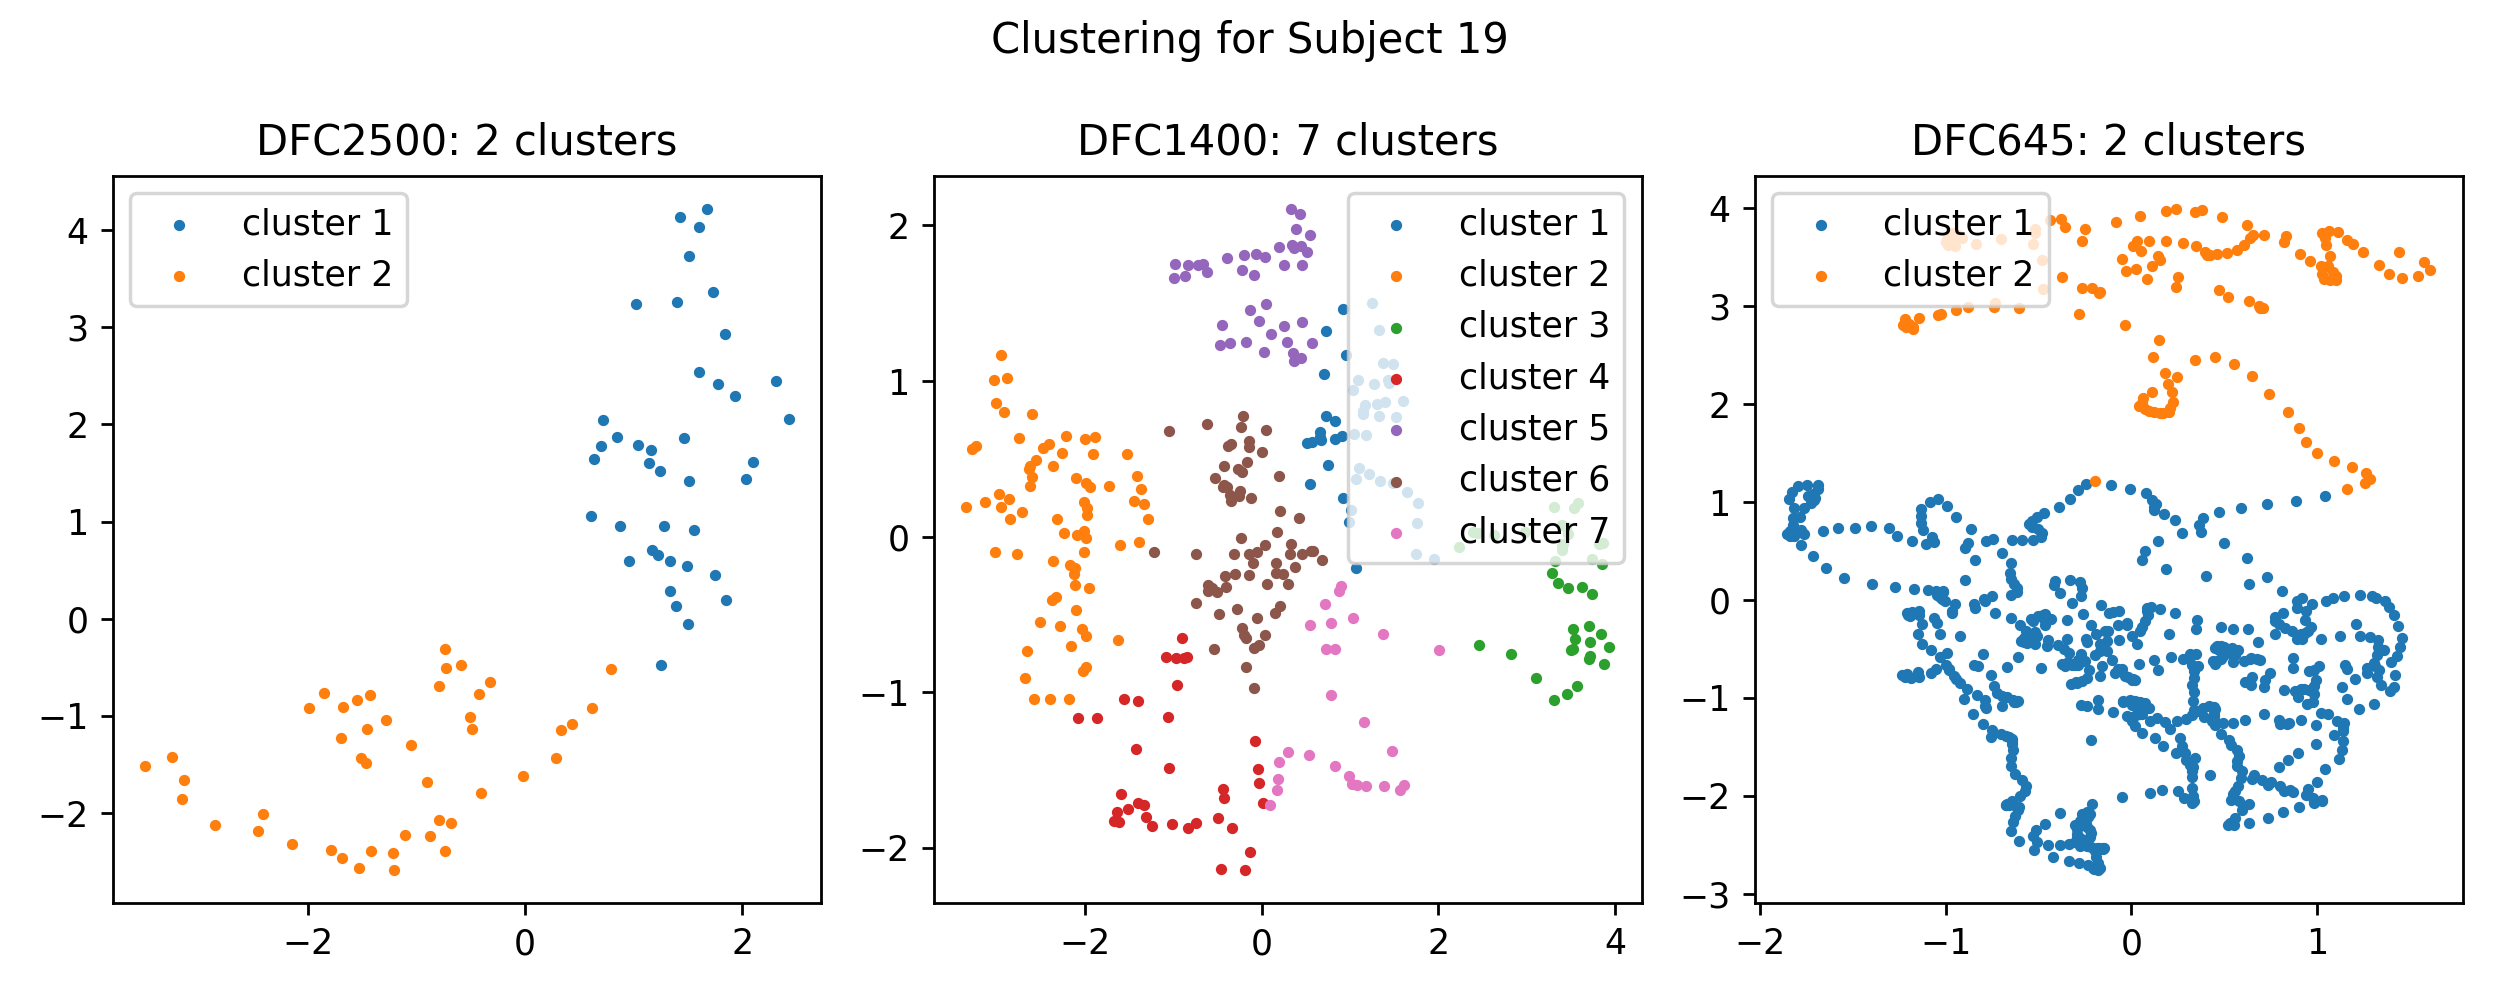 Clustering for Subject 19
DFC2500: 2 clusters
4
3
2
1
0
−1
−2
−2
0
2
cluster 1
cluster 2
DFC1400: 7 clusters
2
1
0
−1
−2
−2
0
2
4
cluster 1
cluster 2
cluster 3
cluster 4
cluster 5
cluster 6
cluster 7
DFC645: 2 clusters
4
3
2
1
0
−1
−2
−3
−2
−1
0
1
cluster 1
cluster 2